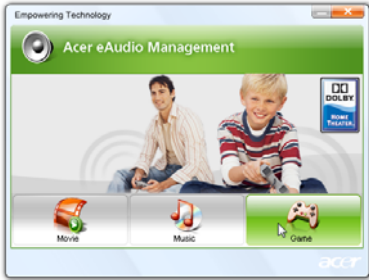 Empowering Technology
Acer eAudio Management
DOLBY
HOME
THEATER
Movie
Music
Game
acer